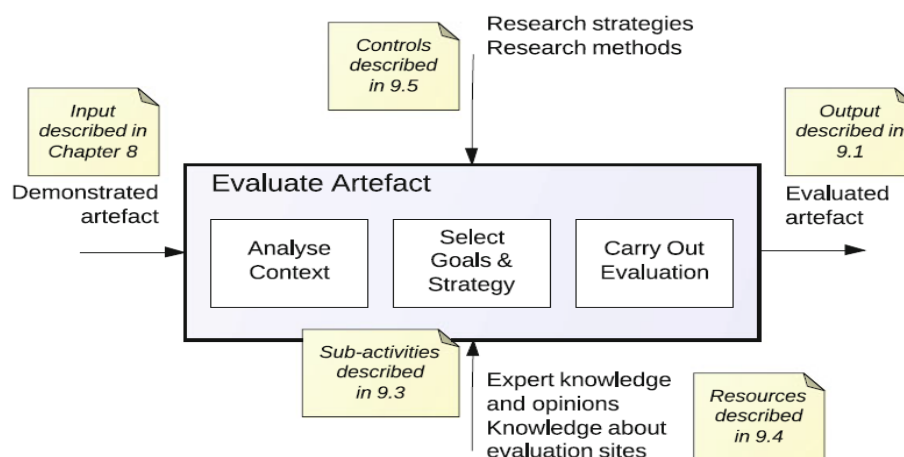 Research strategies
Research methods
Controls
described
in 9.5
Input
described in
Chapter 8
Output
described in
9.1
Demonstrated
artefact
Evaluate Artefact
Evaluated
artefact
Analyse
Context
Select
Goals &
Strategy
Carry Out
Evaluation
Sub-activities
described
in 9.3
Expert knowledge
and opinions
Knowledge about
evaluation sites
Resources
described
in 9.4